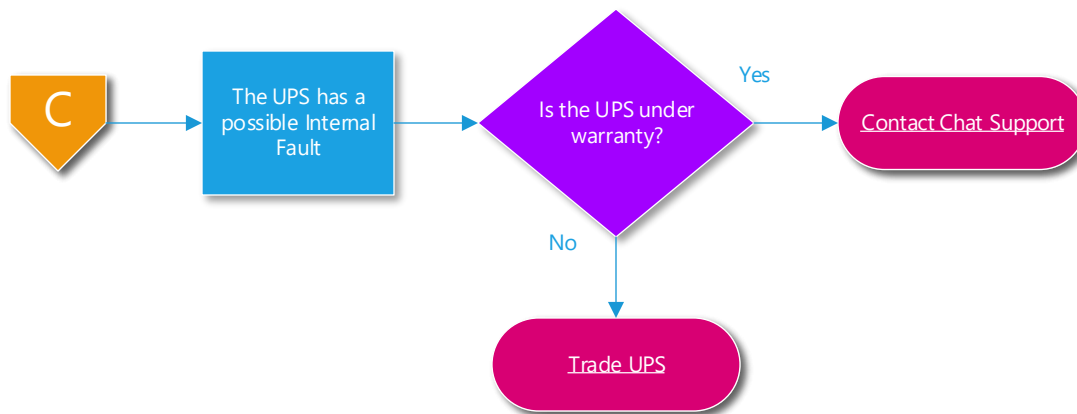 C
The UPS has a
possible Internal
Fault
Is the UPS under
warranty?
Yes
Contact Chat Support
No
Trade UPS